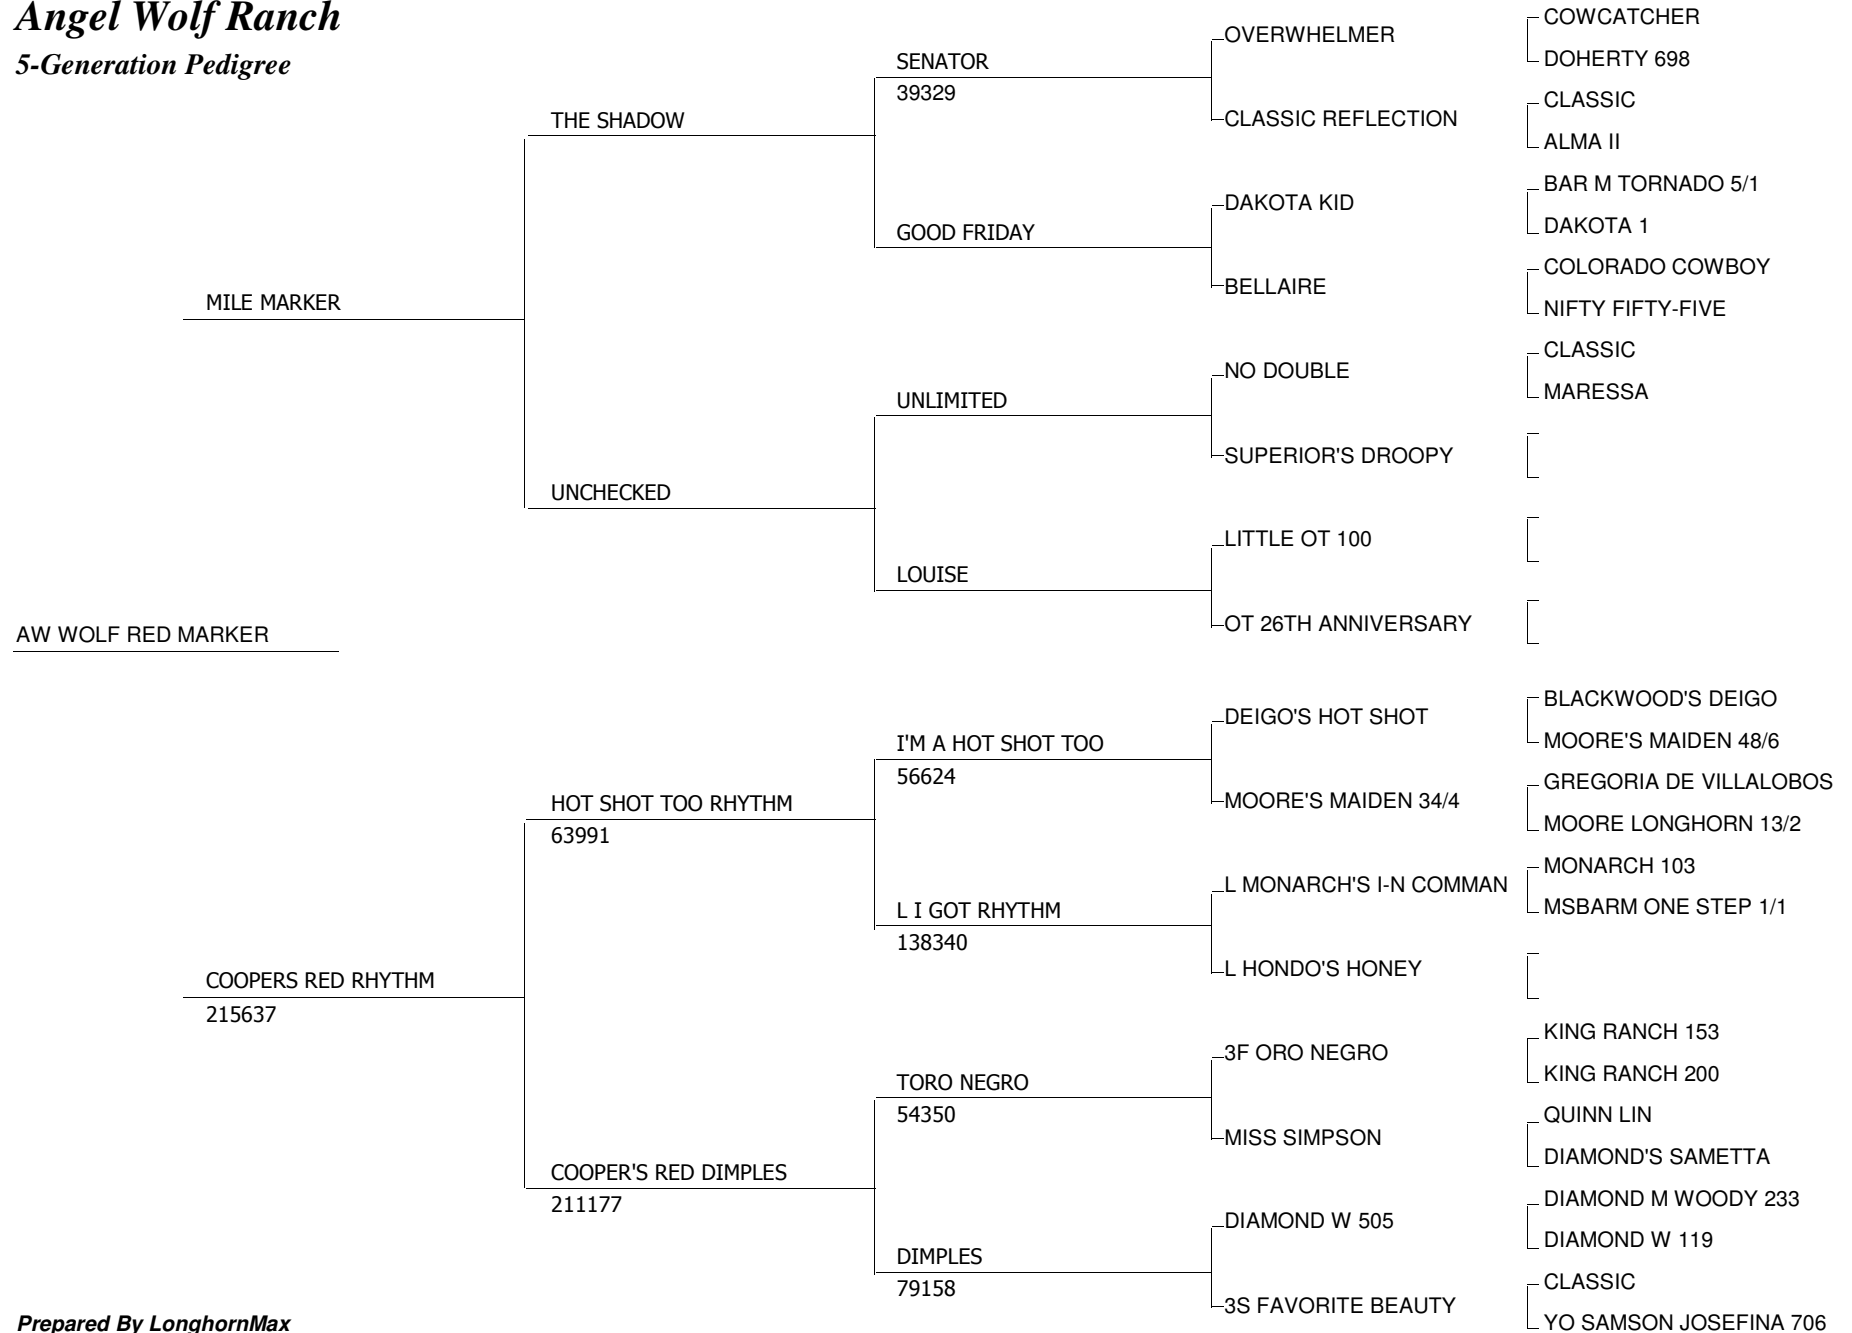 Angel Wolf Ranch
5-Generation Pedigree
AW WOLF RED MARKER
MILE MARKER
THE SHADOW
SENATOR
39329
OVERWHELMER
COWCATCHER
DOHERTY 698
CLASSIC REFLECTION
CLASSIC
ALMA II
GOOD FRIDAY
DAKOTA KID
BAR M TORNADO 5/1
DAKOTA 1
BELLAIRE
COLORADO COWBOY
NIFTY FIFTY-FIVE
UNCHECKED
UNLIMITED
NO DOUBLE
CLASSIC
MARESSA
SUPERIOR'S DROOPY
LOUISE
LITTLE OT 100
OT 26TH ANNIVERSARY
COOPERS RED RHYTHM
215637
HOT SHOT TOO RHYTHM
63991
I'M A HOT SHOT TOO
56624
DEIGO'S HOT SHOT
BLACKWOOD'S DEIGO
MOORE'S MAIDEN 48/6
MOORE'S MAIDEN 34/4
GREGORIA DE VILLALOBOS
MOORE LONGHORN 13/2
L I GOT RHYTHM
138340
L MONARCH'S I-N COMMAN
MONARCH 103
MSBARM ONE STEP 1/1
L HONDO'S HONEY
COOPER'S RED DIMPLES
211177
TORO NEGRO
54350
3F ORO NEGRO
KING RANCH 153
KING RANCH 200
MISS SIMPSON
QUINN LIN
DIAMOND'S SAMETTA
DIMPLES
79158
DIAMOND W 505
DIAMOND M WOODY 233
DIAMOND W 119
3S FAVORITE BEAUTY
CLASSIC
YO SAMSON JOSEFINA 706
Prepared By LonghornMax